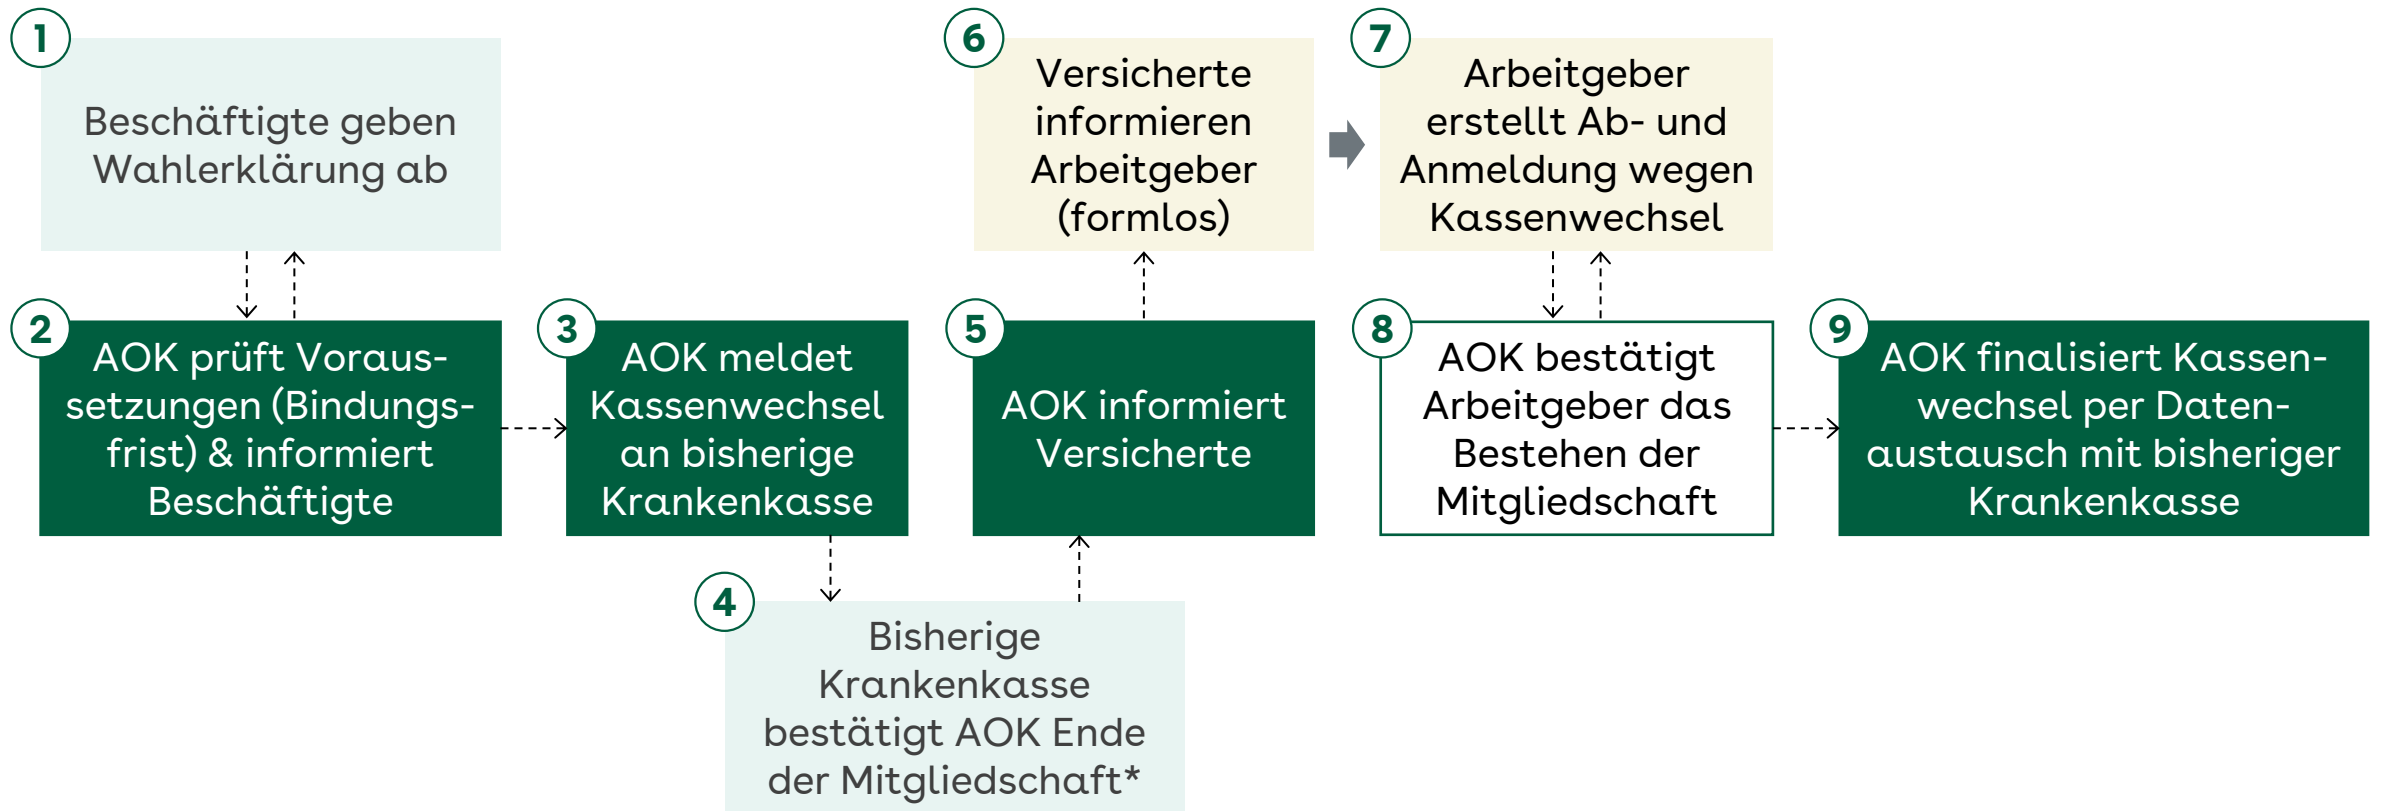 1
Beschäftigte geben
Wahlerklärung ab
2
AOK prüft Voraus-
setzungen (Bindungs-
frist) & informiert
Beschäftigte
3
AOK meldet
Kassenwechsel
an bisherige
Krankenkasse
4
Bisherige
Krankenkasse
bestätigt AOK Ende
der Mitgliedschaft*
5
AOK informiert
Versicherte
6
Versicherte
informieren
Arbeitgeber
(formlos)
7
Arbeitgeber
erstellt Ab- und
Anmeldung wegen
Kassenwechsel
8
AOK bestätigt
Arbeitgeber das
Bestehen der
Mitgliedschaft
9
AOK finalisiert Kassen-
wechsel per Daten-
austausch mit bisheriger
Krankenkasse